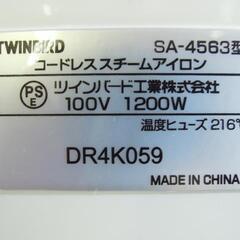 TWINBIRD SA-4563型
コードレススチームアイロン
PSE ツインバード工業株式会社
100V 1200W
温度ヒューズ 216℃
DR4K059
MADE IN CHINA